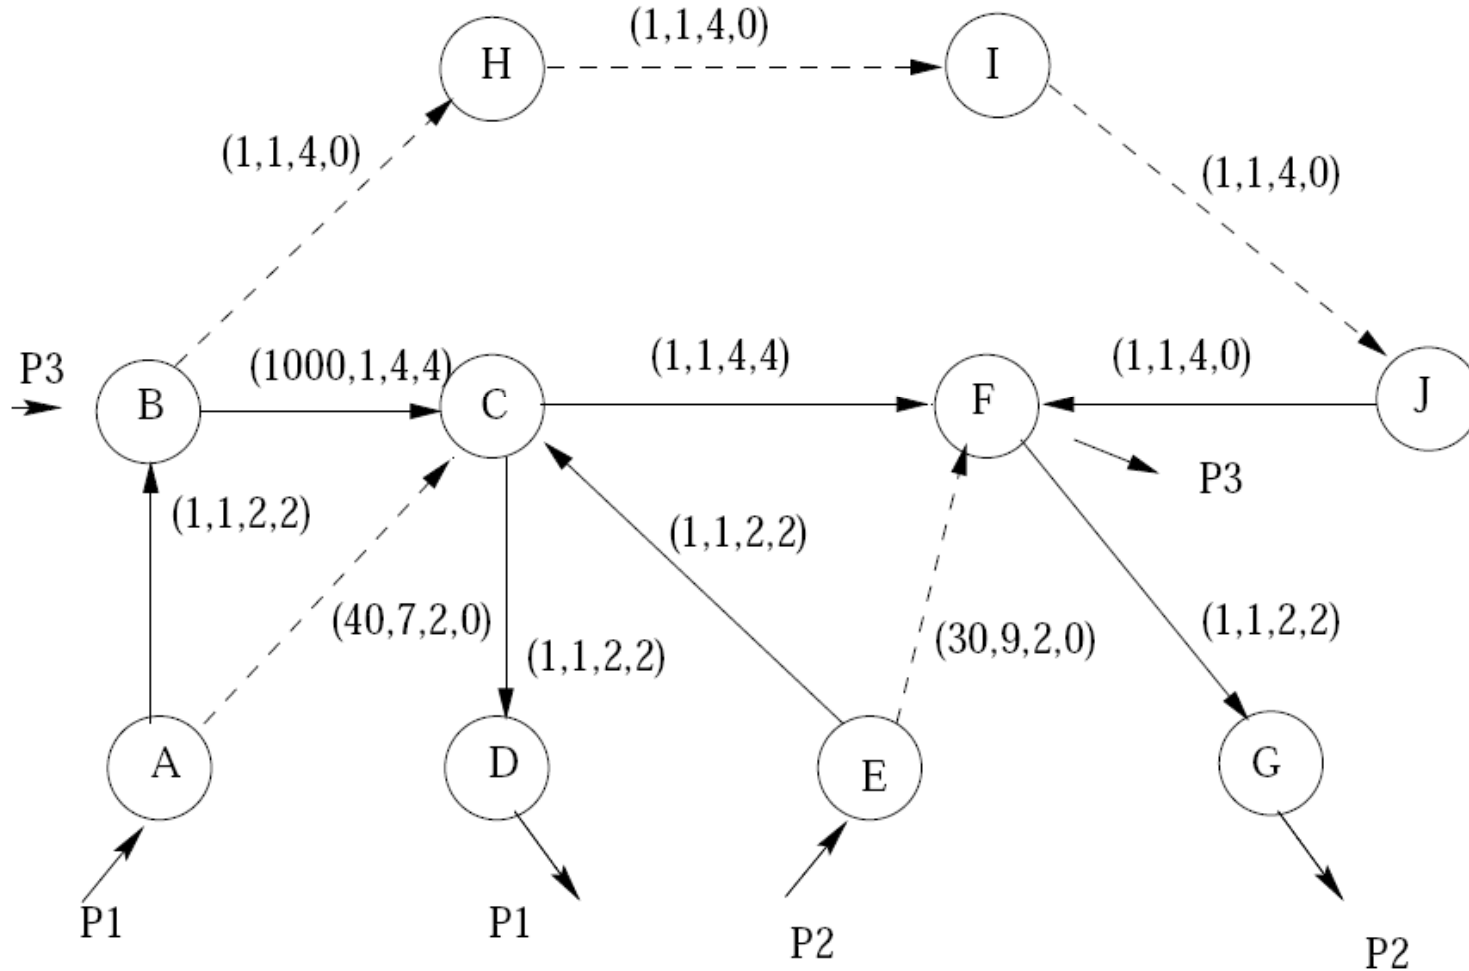 (1,1,4,0)
H
I
(1,1,4,0)
(1,1,4,0)
P3
(1000,1,4,4)
(1,1,4,4)
(1,1,4,0)
B
C
F
J
P3
(1,1,2,2)
(1,1,2,2)
(40,7,2,0)
(1,1,2,2)
(30,9,2,0)
(1,1,2,2)
A
D
E
G
P1
P1
P2
P2